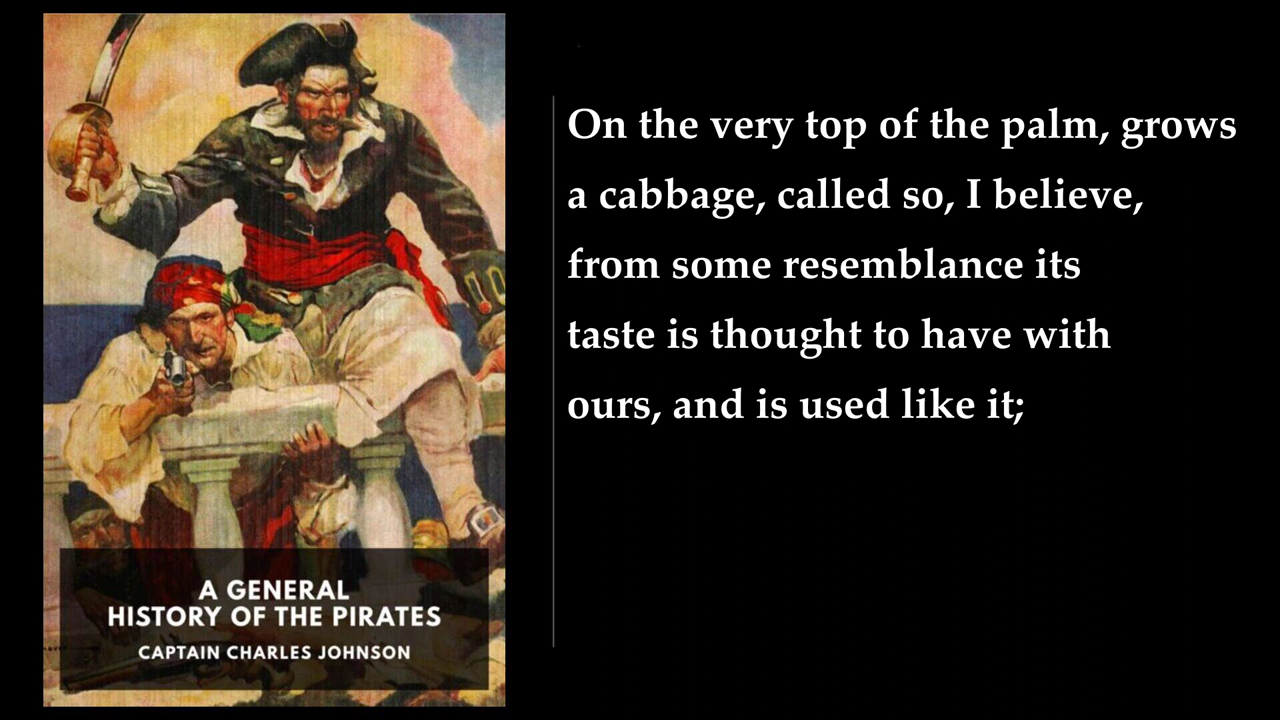 On the very top of the palm, grows
a cabbage, called so, I believe,
from some resemblance its
taste is thought to have with
ours, and is used like it;
A GENERAL
HISTORY OF THE PIRATES
CAPTAIN CHARLES JOHNSON